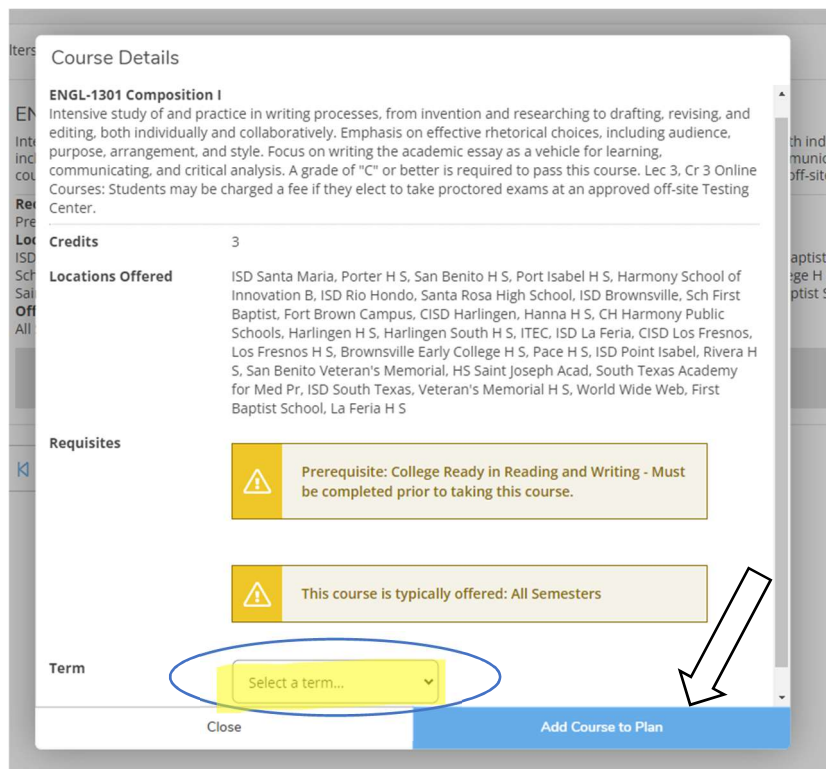 lters
Course Details
ENGL-1301 Composition I
Intensive study of and practice in writing processes, from invention and researching to drafting, revising, and
editing, both individually and collaboratively. Emphasis on effective rhetorical choices, including audience,
purpose, arrangement, and style. Focus on writing the academic essay as a vehicle for learning,
communicating, and critical analysis. A grade of "C" or better is required to pass this course. Lec 3, Cr 3 Online
Courses: Students may be charged a fee if they elect to take proctored exams at an approved off-site Testing
Center.
Credits 3
Locations Offered ISD Santa Maria, Porter H S, San Benito H S, Port Isabel H S, Harmony School of
Innovation B, ISD Rio Hondo, Santa Rosa High School, ISD Brownsville, Sch First
Baptist, Fort Brown Campus, CISD Harlingen, Hanna H S, CH Harmony Public
Schools, Harlingen H S, Harlingen South H S, ITEC, ISD La Feria, CISD Los Fresnos,
Los Fresnos H S, Brownsville Early College H S, Pace H S, ISD Point Isabel, Rivera H
S, San Benito Veteran's Memorial, HS Saint Joseph Acad, South Texas Academy
for Med Pr, ISD South Texas, Veteran's Memorial H S, World Wide Web, First
Baptist School, La Feria H S
Requisites
Prerequisite: College Ready in Reading and Writing - Must
be completed prior to taking this course.
This course is typically offered: All Semesters
Term
Select a term...
Close Add Course to Plan